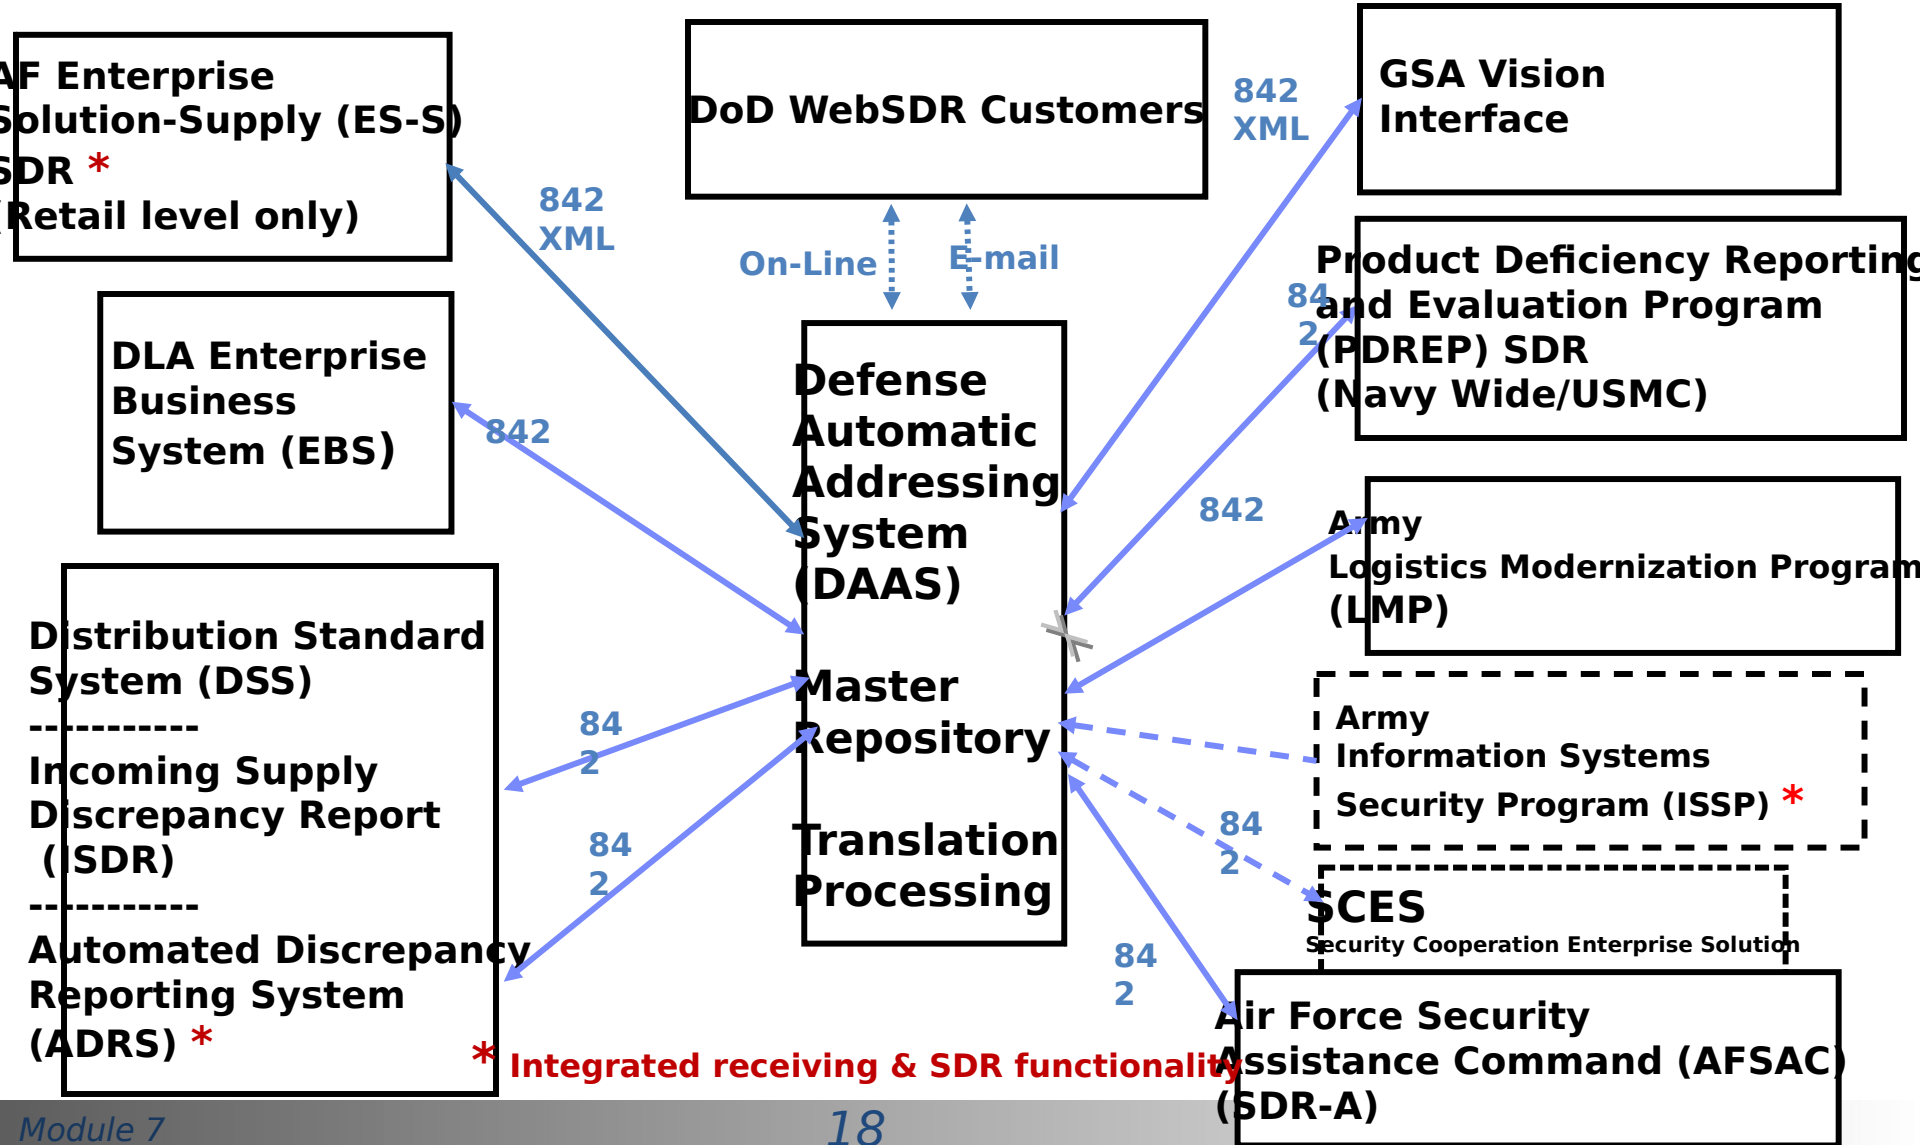 AF Enterprise
Solution-Supply (ES-S)
SDR *
(Retail level only)
DoD WebSDR Customers
842
XML
GSA Vision
Interface
842
XML
On-Line
E-mail
Product Deficiency Reporting
and Evaluation Program
(PDREP) SDR
(Navy Wide/USMC)
84
2
DLA Enterprise
Business
System (EBS)
842
Defense
Automatic
Addressing
System
(DAAS)
Master
Repository
Translation
Processing
842
Army
Logistics Modernization Program
(LMP)
Distribution Standard
System (DSS)
-----------
Incoming Supply
Discrepancy Report
(ISDR)
-----------
Automated Discrepancy
Reporting System
(ADRS) *
84
2
84
2
Army
Information Systems
Security Program (ISSP) *
84
2
SCES
Security Cooperation Enterprise Solution
84
2
Air Force Security
Assistance Command (AFSAC)
(SDR-A)
* Integrated receiving & SDR functionality
Module 7
18